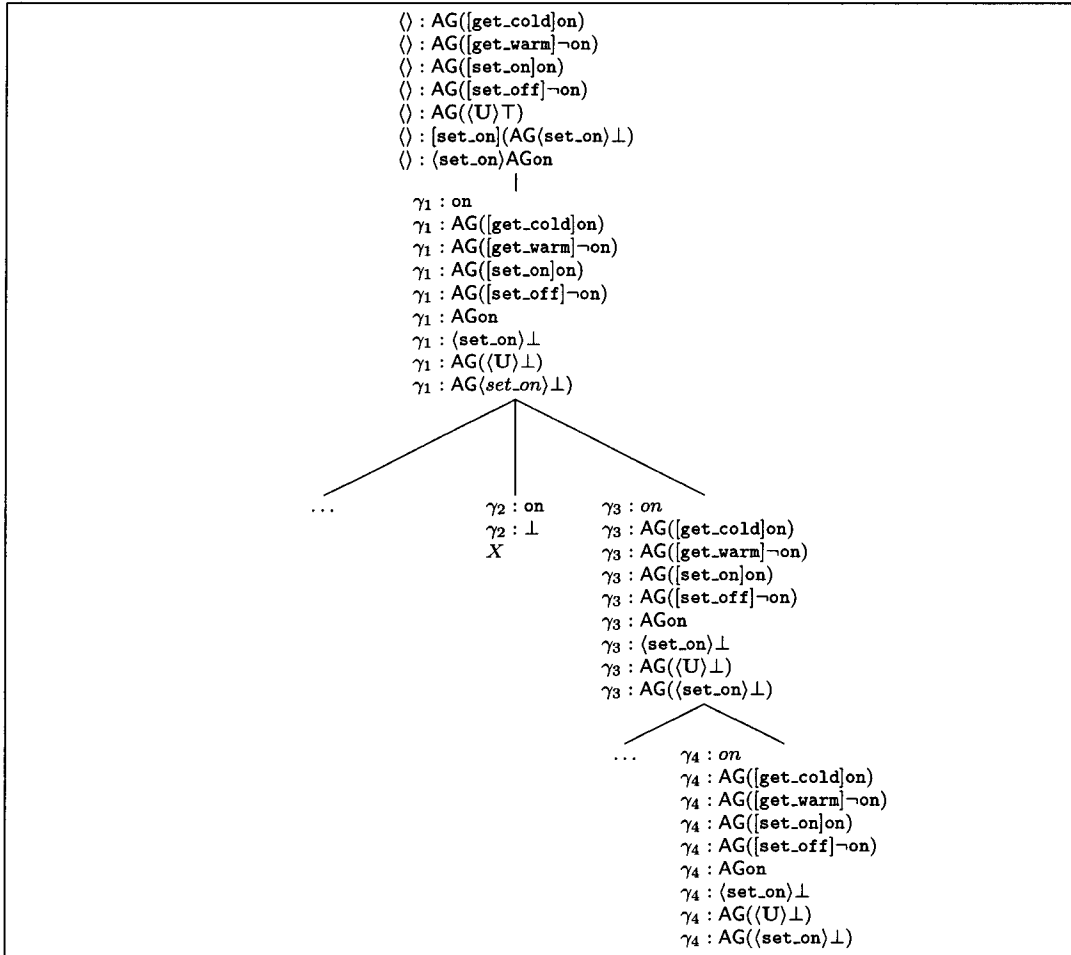 ⟨⟩ : AG([get_cold]on)
⟨⟩ : AG([get_warm]¬on)
⟨⟩ : AG([set_on]on)
⟨⟩ : AG([set_off]¬on)
⟨⟩ : AG(⟨U⟩⊤)
⟨⟩ : [set_on](AG⟨set_on⟩⊥)
⟨⟩ : ⟨set_on⟩AGon
γ₁ : on
γ₁ : AG([get_cold]on)
γ₁ : AG([get_warm]¬on)
γ₁ : AG([set_on]on)
γ₁ : AG([set_off]¬on)
γ₁ : AGon
γ₁ : ⟨set_on⟩⊥
γ₁ : AG(⟨U⟩⊥)
γ₁ : AG⟨set_on⟩⊥)
...
γ₂ : on
γ₂ : ⊥
X
γ₃ : on
γ₃ : AG([get_cold]on)
γ₃ : AG([get_warm]¬on)
γ₃ : AG([set_on]on)
γ₃ : AG([set_off]¬on)
γ₃ : AGon
γ₃ : ⟨set_on⟩⊥
γ₃ : AG(⟨U⟩⊥)
γ₃ : AG(⟨set_on⟩⊥)
...
γ₄ : on
γ₄ : AG([get_cold]on)
γ₄ : AG([get_warm]¬on)
γ₄ : AG([set_on]on)
γ₄ : AG([set_off]¬on)
γ₄ : AGon
γ₄ : ⟨set_on⟩⊥
γ₄ : AG(⟨U⟩⊥)
γ₄ : AG(⟨set_on⟩⊥)